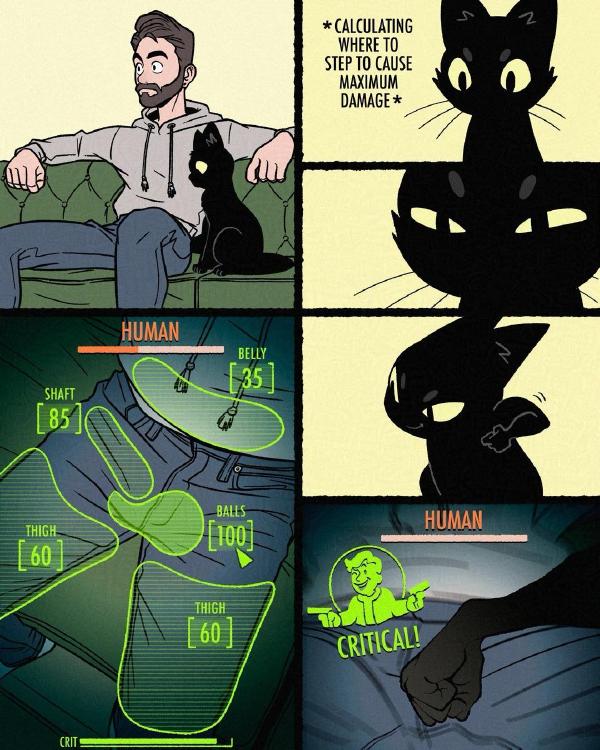 *CALCULATING
WHERE TO
STEP TO CAUSE
MAXIMUM
DAMAGE*
HUMAN
BELLY
[35]
SHAFT
[85]
BALLS
[100]
THIGH
[60]
THIGH
[60]
CRIT
HUMAN
CRITICAL!